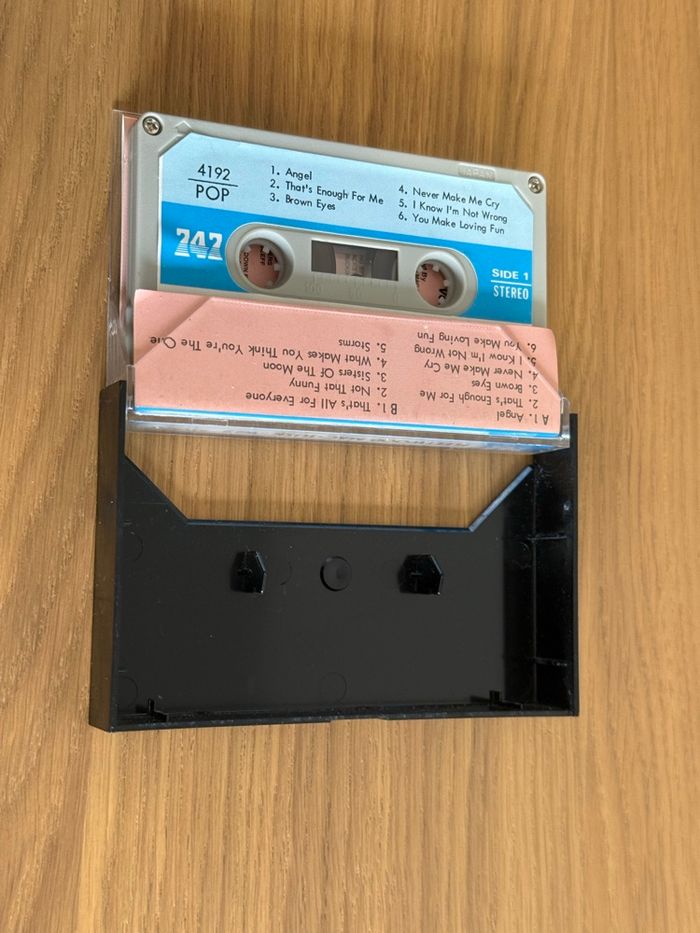 JAPAN
4192
POP
1. Angel
2. That's Enough For Me
3. Brown Eyes
4. Never Make Me Cry
5. I Know I'm Not Wrong
6. You Make Loving Fun
747
SIDE 1
STEREO
100
A 1. Angel
2. That's Enough For Me
3. Brown Eyes
4. Never Make Me Cry
5. I Know I'm Not Wrong
6. You Make Loving Fun
B 1. That's All For Everyone
2. Not That Funny
3. Sisters Of The Moon
4. What Makes You Think You're The One
5. Storms